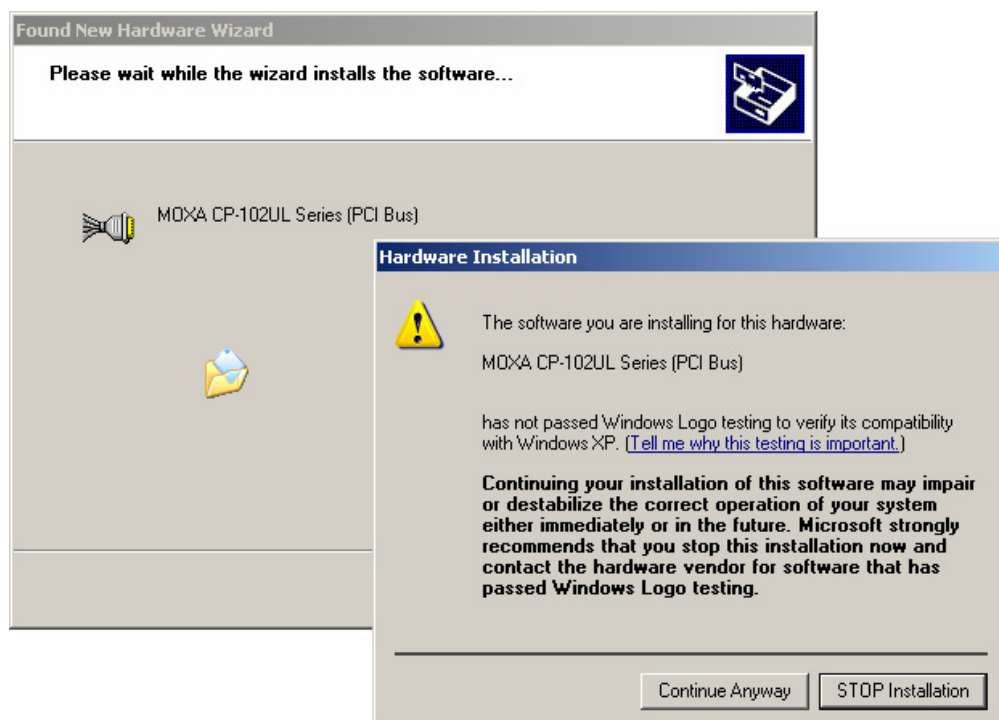 Found New Hardware Wizard
Please wait while the wizard installs the software...
MOXA CP-102UL Series (PCI Bus)
Hardware Installation
The software you are installing for this hardware:
MOXA CP-102UL Series (PCI Bus)
has not passed Windows Logo testing to verify its compatibility
with Windows XP. (Tell me why this testing is important.)
Continuing your installation of this software may impair
or destabilize the correct operation of your system
either immediately or in the future. Microsoft strongly
recommends that you stop this installation now and
contact the hardware vendor for software that has
passed Windows Logo testing.
Continue Anyway
STOP Installation